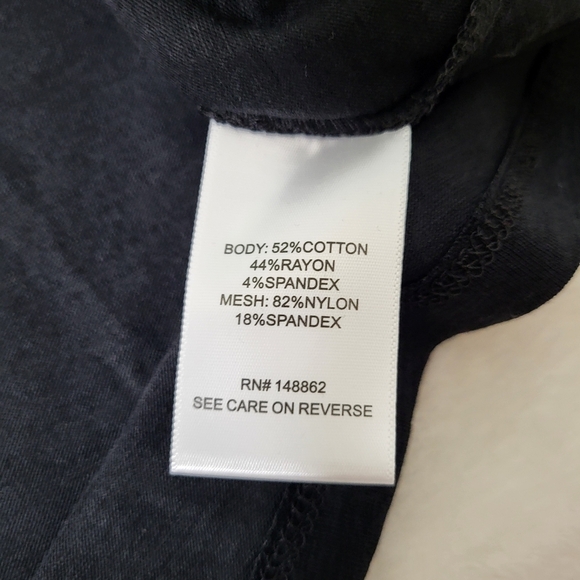 BODY: 52%COTTON
44%RAYON
4%SPANDEX
MESH: 82%NYLON
18%SPANDEX
RN# 148862
SEE CARE ON REVERSE